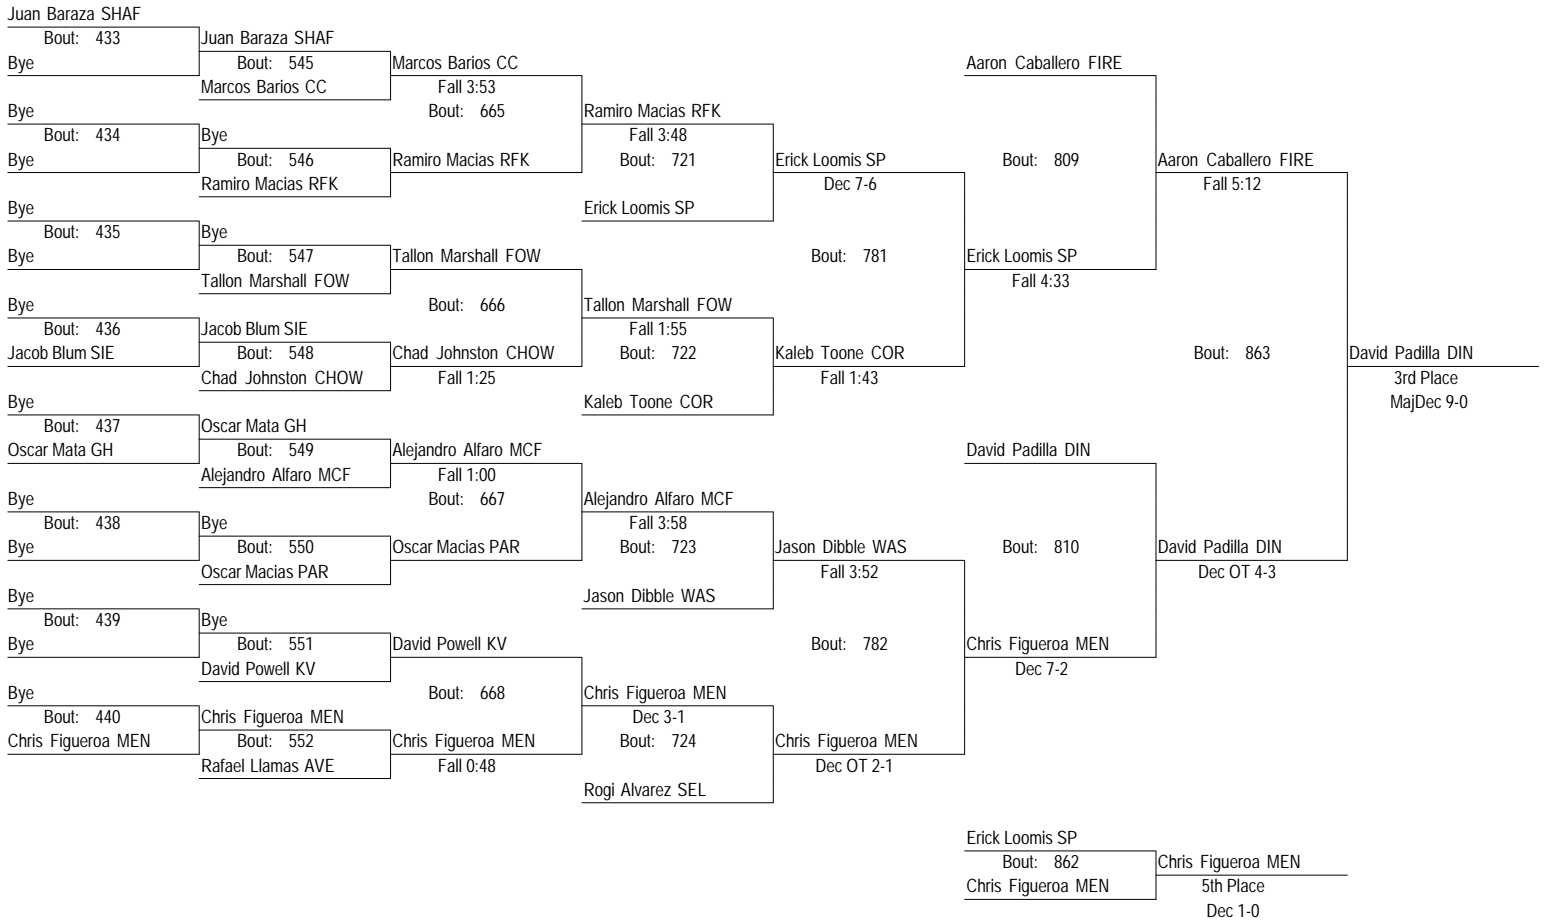 Juan Baraza SHAF
Bout: 433
Bye
Bye
Bout: 434
Bye
Bye
Bout: 435
Bye
Bye
Bout: 436
Jacob Blum SIE
Bye
Bout: 437
Oscar Mata GH
Bye
Bout: 438
Bye
Bye
Bout: 439
Bye
Bye
Bout: 440
Chris Figueroa MEN
Juan Baraza SHAF
Bout: 545
Marcos Barios CC
Bye
Bout: 546
Ramiro Macias RFK
Bye
Bout: 547
Tallon Marshall FOW
Jacob Blum SIE
Bout: 548
Chad Johnston CHOW
Oscar Mata GH
Bout: 549
Alejandro Alfaro MCF
Bye
Bout: 550
Oscar Macias PAR
Bye
Bout: 551
David Powell KV
Chris Figueroa MEN
Bout: 552
Rafael Llamas AVE
Marcos Barios CC
Fall 3:53
Bout: 665
Ramiro Macias RFK
Tallon Marshall FOW
Bout: 666
Chad Johnston CHOW
Fall 1:25
Alejandro Alfaro MCF
Fall 1:00
Bout: 667
Oscar Macias PAR
David Powell KV
Bout: 668
Chris Figueroa MEN
Fall 0:48
Ramiro Macias RFK
Fall 3:48
Bout: 721
Erick Loomis SP
Tallon Marshall FOW
Fall 1:55
Bout: 722
Kaleb Toone COR
Alejandro Alfaro MCF
Fall 3:58
Bout: 723
Jason Dibble WAS
Chris Figueroa MEN
Dec 3-1
Bout: 724
Rogi Alvarez SEL
Erick Loomis SP
Dec 7-6
Bout: 781
Kaleb Toone COR
Fall 1:43
Jason Dibble WAS
Fall 3:52
Bout: 782
Chris Figueroa MEN
Dec OT 2-1
Aaron Caballero FIRE
Bout: 809
Erick Loomis SP
Fall 4:33
David Padilla DIN
Bout: 810
Chris Figueroa MEN
Dec 7-2
Aaron Caballero FIRE
Fall 5:12
Bout: 863
David Padilla DIN
Dec OT 4-3
David Padilla DIN
3rd Place
MajDec 9-0
Erick Loomis SP
Bout: 862
Chris Figueroa MEN
Chris Figueroa MEN
5th Place
Dec 1-0